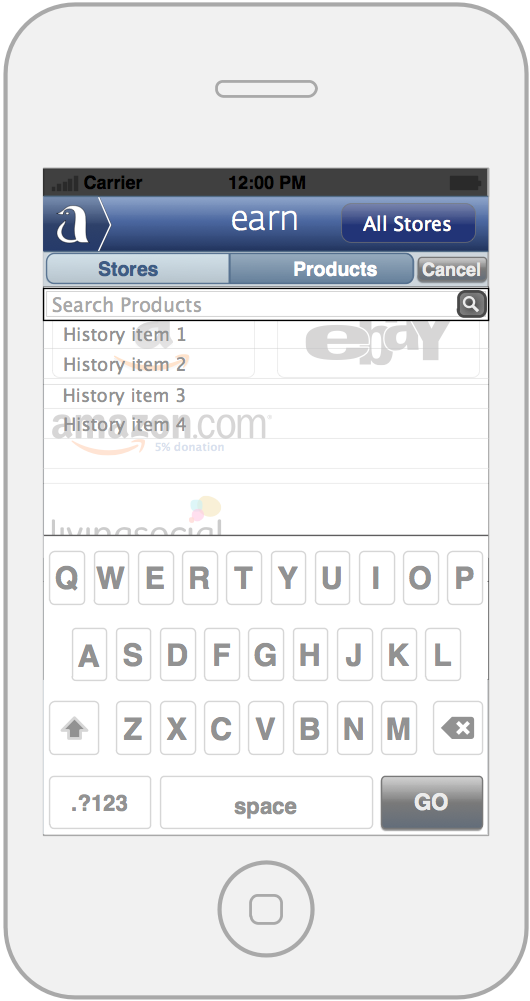 Carrier 12:00 PM
a earn All Stores
Stores Products Cancel
Search Products
a ebay
History item 1
History item 2
History item 3
amazon.com
History item 4
5% donation
livingsocial
Q W E R T Y U I O P
A S D F G H J K L
Z X C V B N M
.?123 space GO